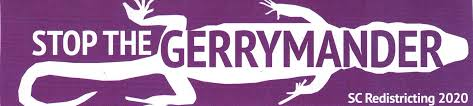 STOP THE GERRYMANDER
SC Redistricting 2020